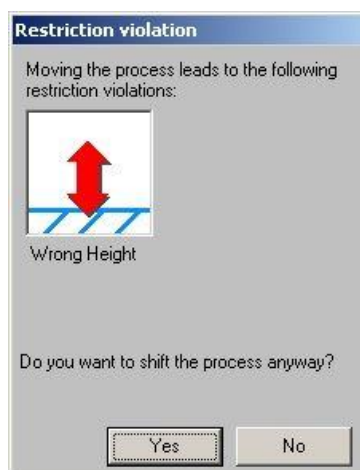 Restriction violation
Moving the process leads to the following
restriction violations:
Wrong Height
Do you want to shift the process anyway?
Yes
No